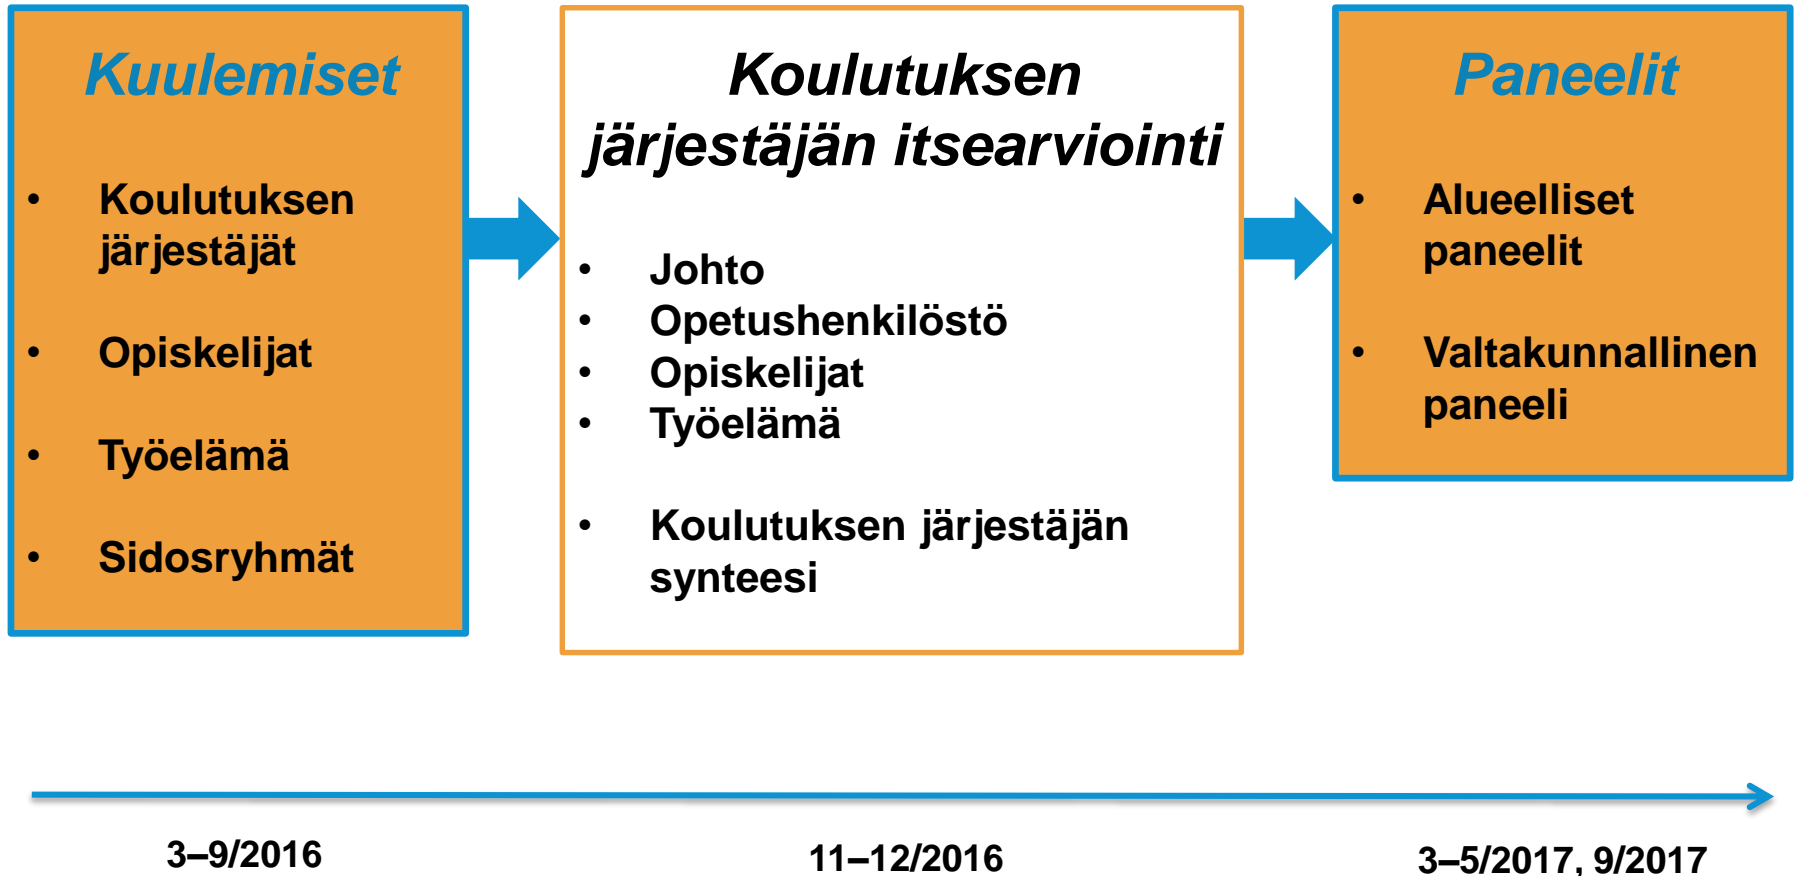 Kuulemiset
• Koulutuksen
järjestäjät
• Opiskelijat
• Työelämä
• Sidosryhmät
Koulutuksen
järjestäjän itsearviointi
• Johto
• Opetushenkilöstö
• Opiskelijat
• Työelämä
• Koulutuksen järjestäjän
synteesi
Paneelit
• Alueelliset
paneelit
• Valtakunnallinen
paneeli
3–9/2016
11–12/2016
3–5/2017, 9/2017